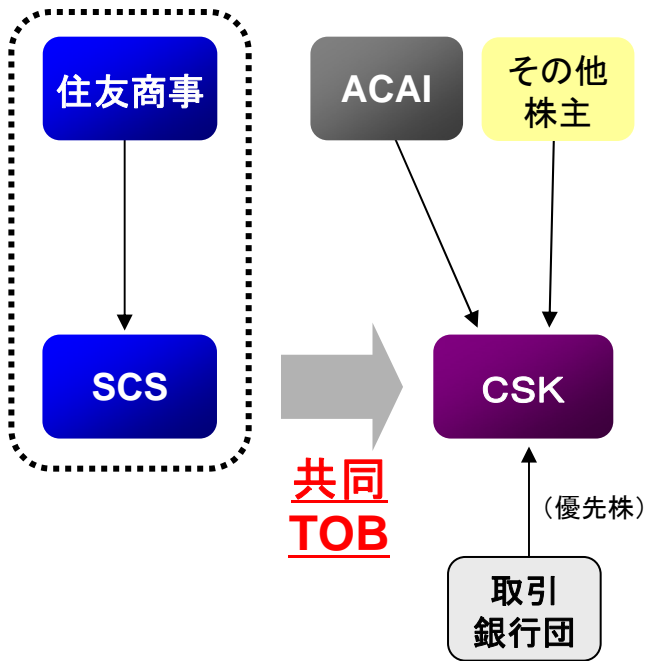 住友商事
ACAI
その他
株主
SCS
CSK
共同
TOB
（優先株）
取引
銀行団